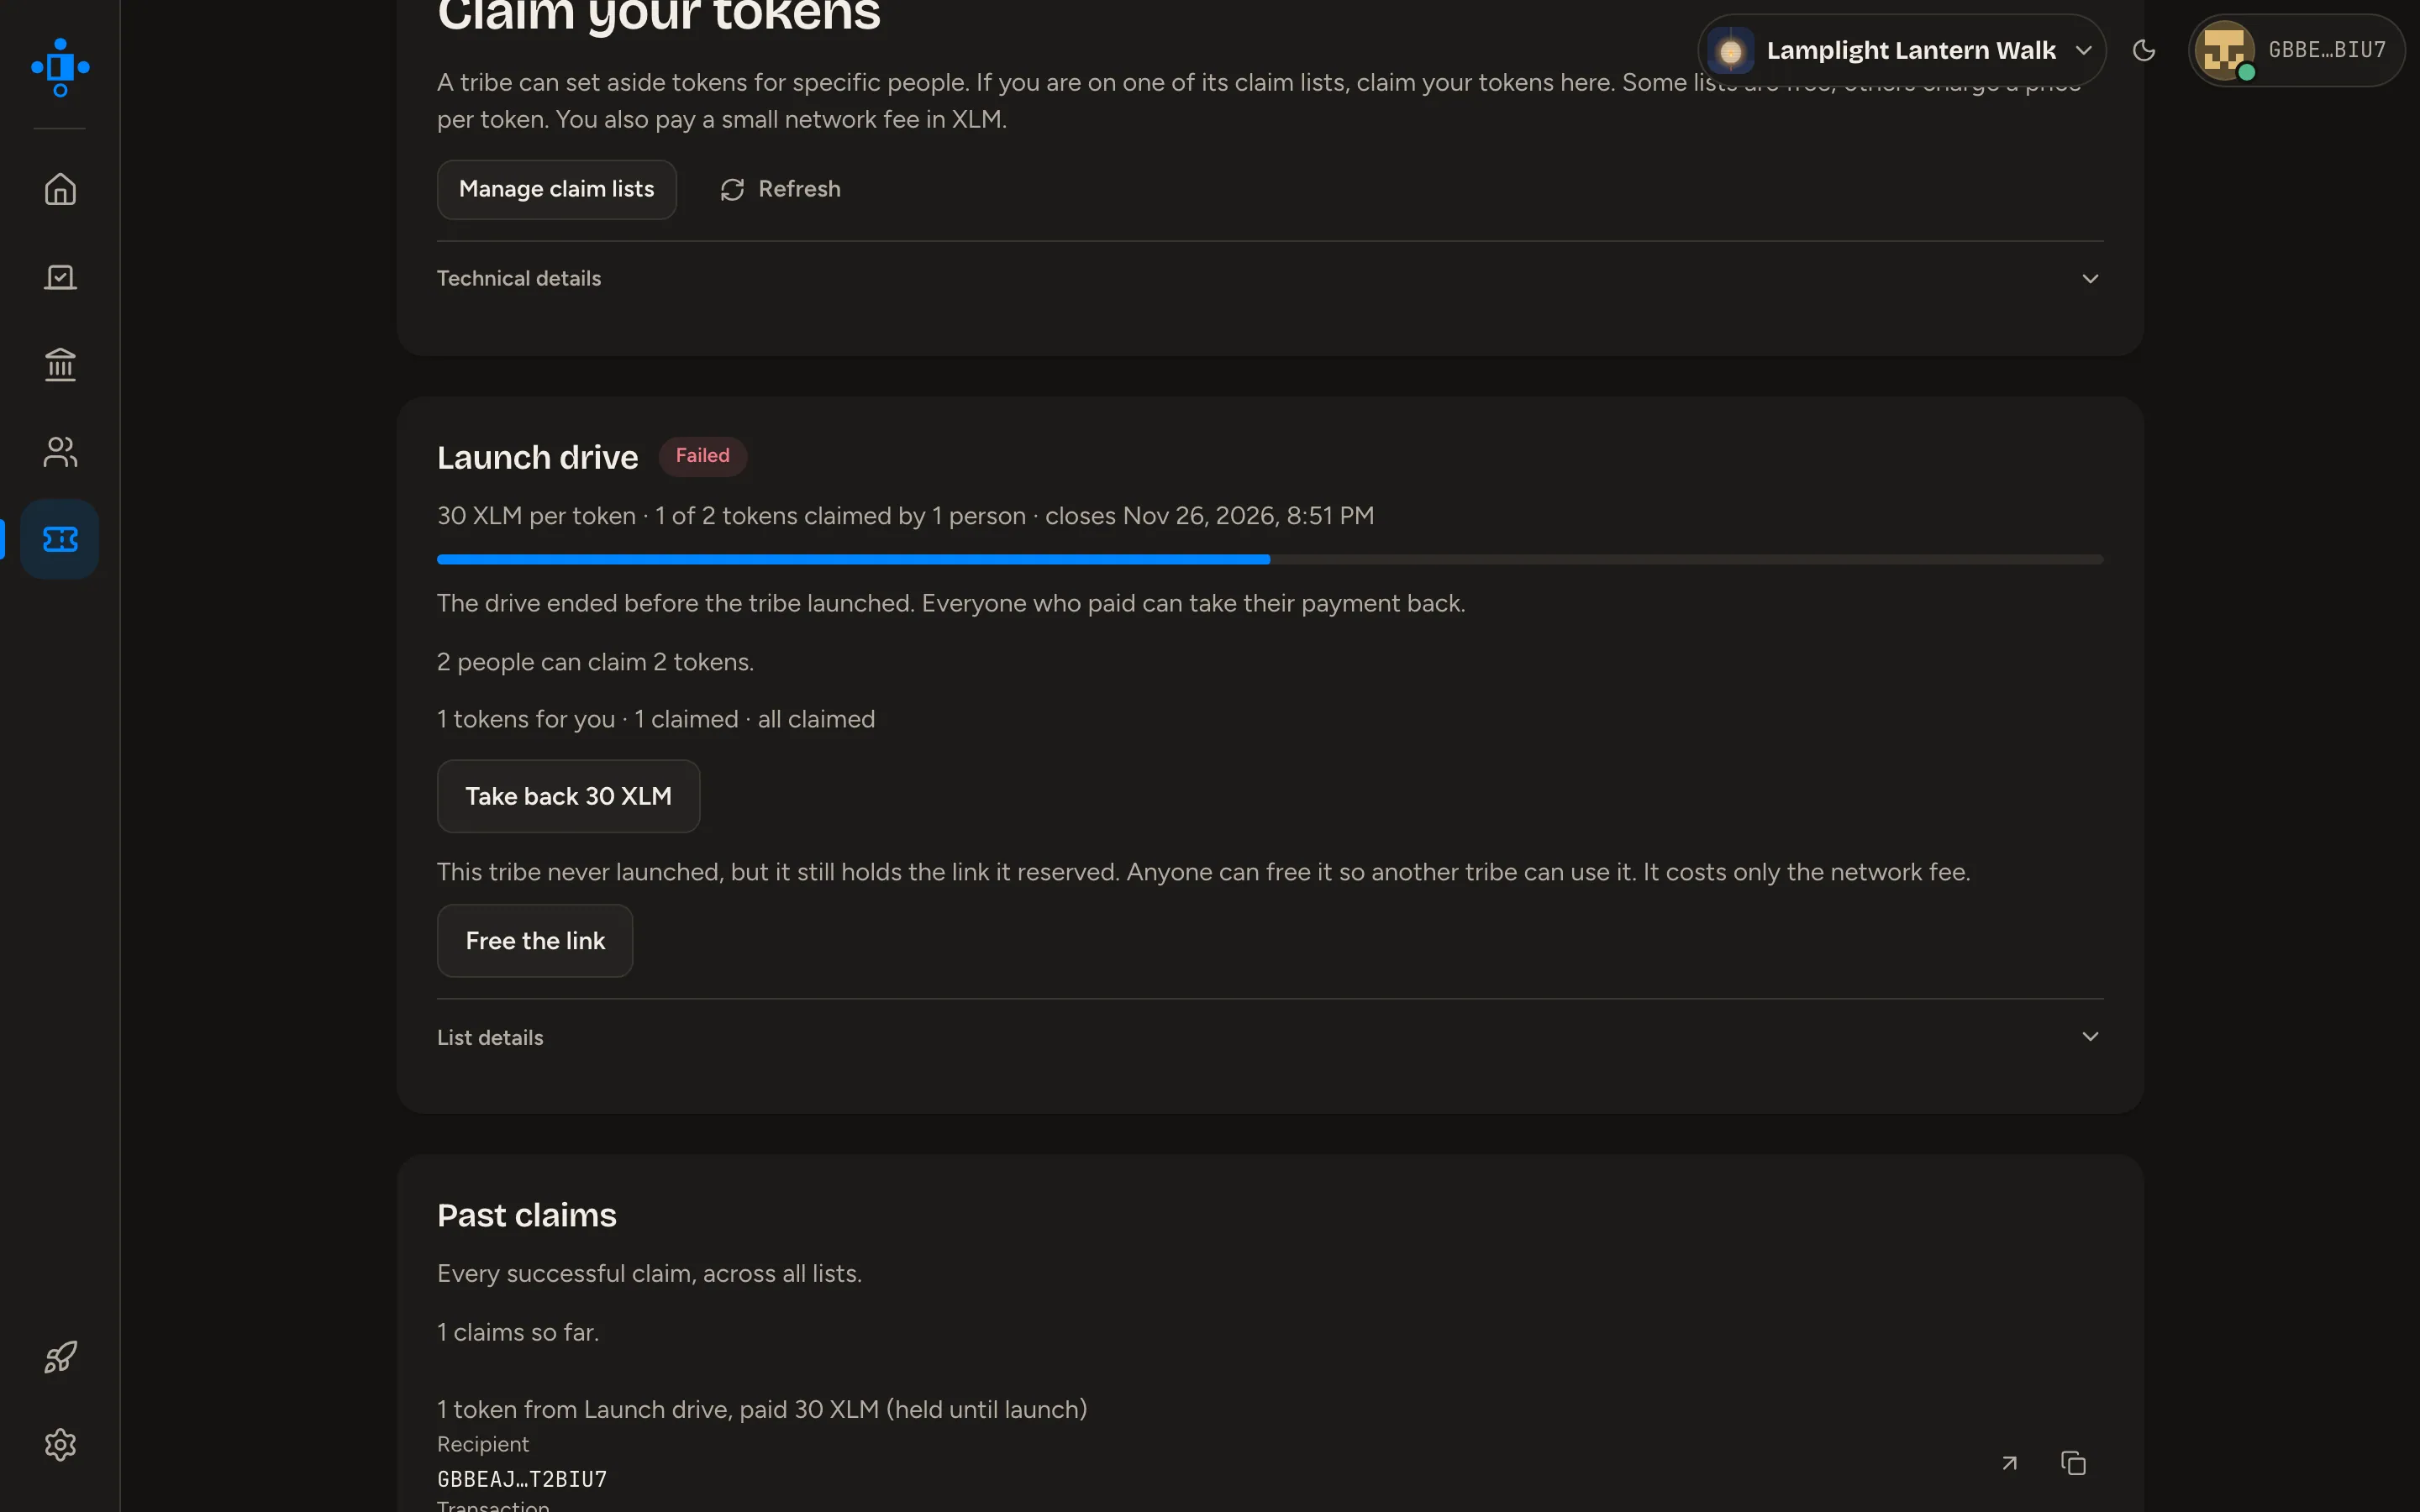 Claim your tokens
Lamplight Lantern Walk
GBBE…BIU7
A tribe can set aside tokens for specific people. If you are on one of its claim lists, claim your tokens here. Some lists are free, others charge a price
per token. You also pay a small network fee in XLM.
Manage claim lists
Refresh
Technical details
Launch drive
Failed
30 XLM per token · 1 of 2 tokens claimed by 1 person · closes Nov 26, 2026, 8:51 PM
The drive ended before the tribe launched. Everyone who paid can take their payment back.
2 people can claim 2 tokens.
1 tokens for you · 1 claimed · all claimed
Take back 30 XLM
This tribe never launched, but it still holds the link it reserved. Anyone can free it so another tribe can use it. It costs only the network fee.
Free the link
List details
Past claims
Every successful claim, across all lists.
1 claims so far.
1 token from Launch drive, paid 30 XLM (held until launch)
Recipient
GBBEAJ…T2BIU7
Transaction